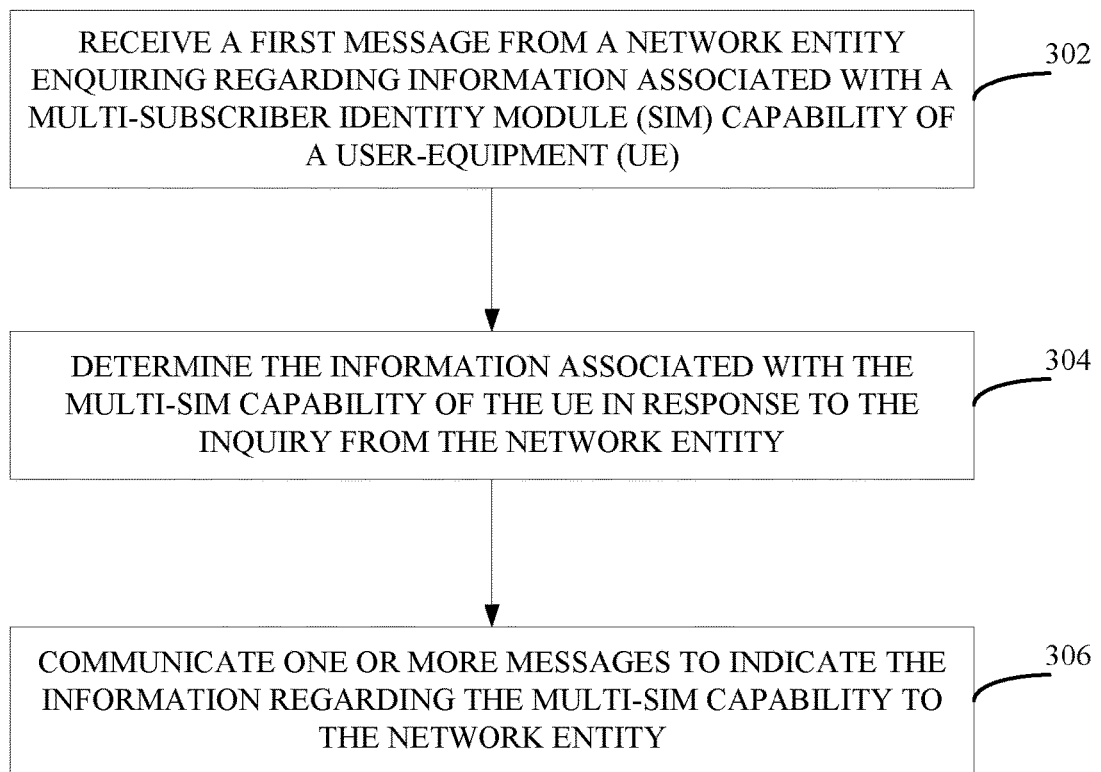 RECEIVE A FIRST MESSAGE FROM A NETWORK ENTITY
ENQUIRING REGARDING INFORMATION ASSOCIATED WITH A
MULTI-SUBSCRIBER IDENTITY MODULE (SIM) CAPABILITY OF
A USER-EQUIPMENT (UE)
302
DETERMINE THE INFORMATION ASSOCIATED WITH THE
MULTI-SIM CAPABILITY OF THE UE IN RESPONSE TO THE
INQUIRY FROM THE NETWORK ENTITY
304
COMMUNICATE ONE OR MORE MESSAGES TO INDICATE THE
INFORMATION REGARDING THE MULTI-SIM CAPABILITY TO
THE NETWORK ENTITY
306